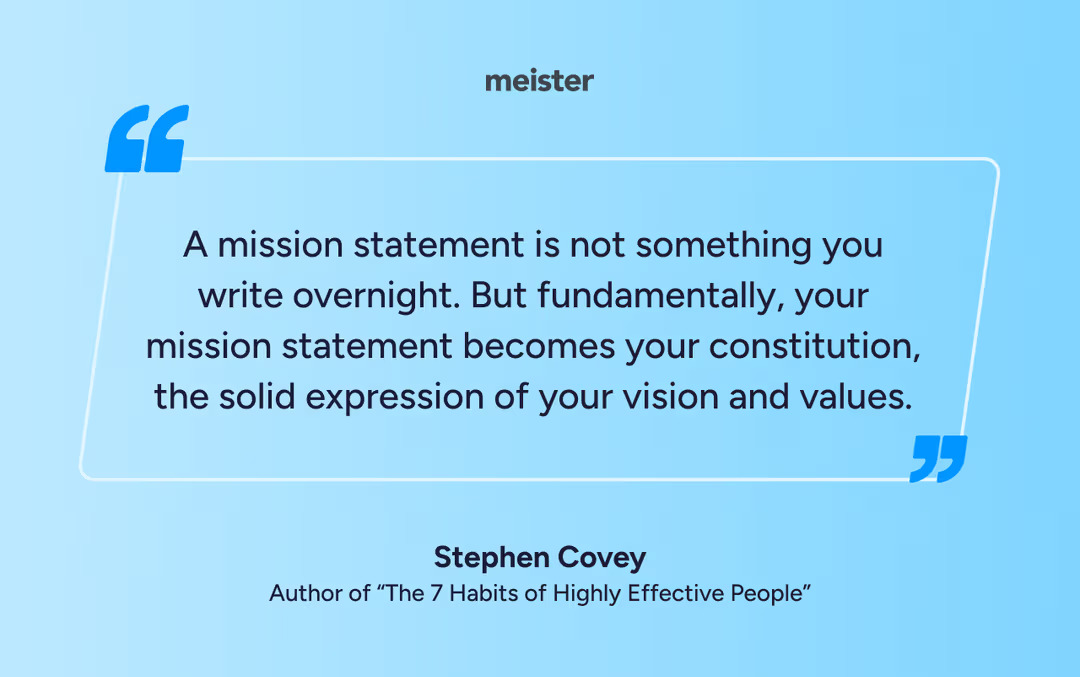 meister
“
A mission statement is not something you
write overnight. But fundamentally, your
mission statement becomes your constitution,
the solid expression of your vision and values.
”
Stephen Covey
Author of “The 7 Habits of Highly Effective People”